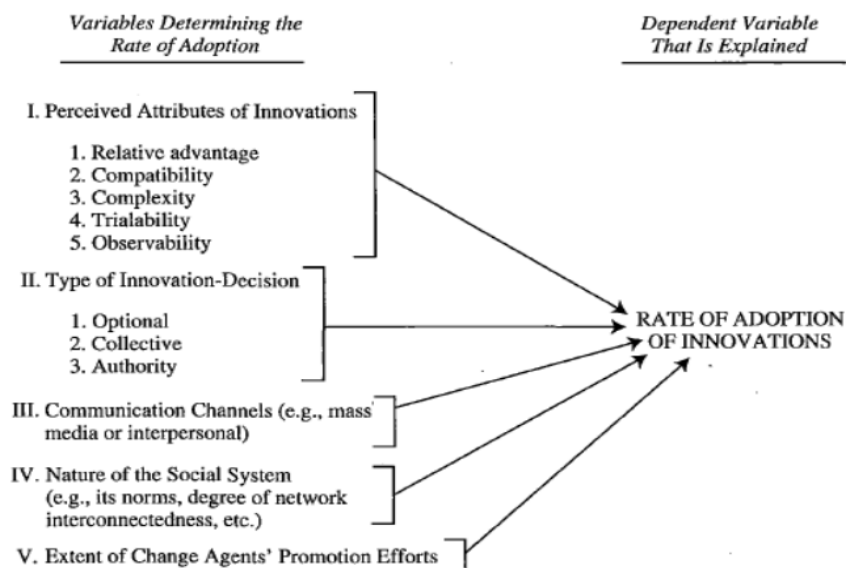 Variables Determining the
Rate of Adoption
Dependent Variable
That Is Explained
I. Perceived Attributes of Innovations
1. Relative advantage
2. Compatibility
3. Complexity
4. Trialability
5. Observability
II. Type of Innovation-Decision
1. Optional
2. Collective
3. Authority
III. Communication Channels (e.g., mass
media or interpersonal)
IV. Nature of the Social System
(e.g., its norms, degree of network
interconnectedness, etc.)
V. Extent of Change Agents' Promotion Efforts
RATE OF ADOPTION
OF INNOVATIONS